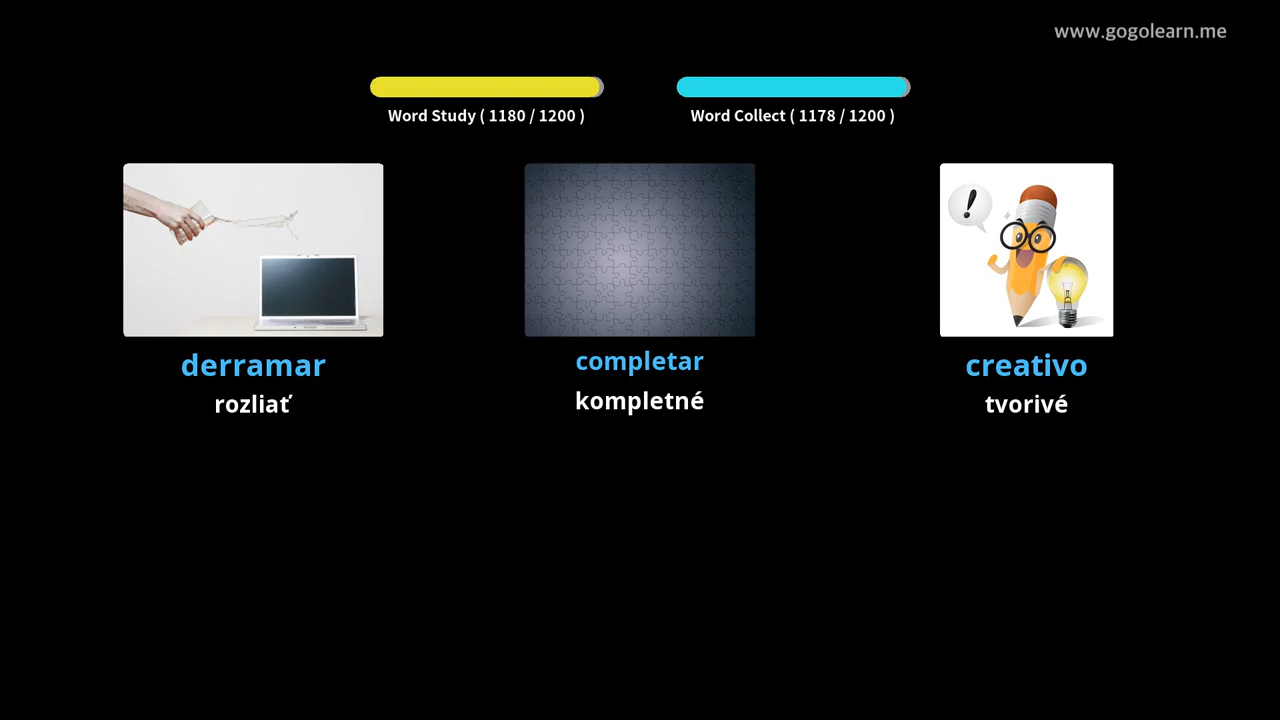 www.gogolearn.me
Word Study ( 1180 / 1200 )
Word Collect ( 1178 / 1200 )
derramar
rozliať
completar
kompletné
creativo
tvorivé